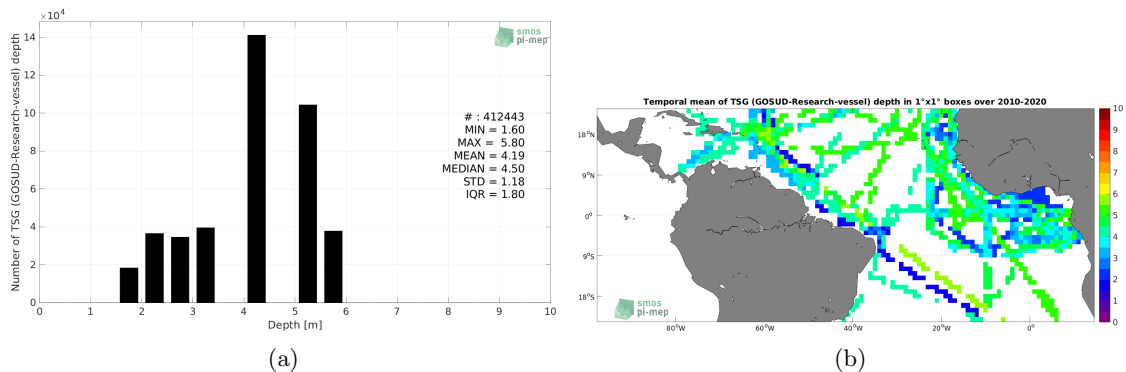 ×10⁴
14
12
10
8
6
4
2
0
Number of TSG (GOSUD-Research-vessel) depth
smos
pi-mep
# : 412443
MIN = 1.60
MAX = 5.80
MEAN = 4.19
MEDIAN = 4.50
STD = 1.18
IQR = 1.80
0 1 2 3 4 5 6 7 8 9 10
Depth [m]
(a)
Temporal mean of TSG (GOSUD-Research-vessel) depth in 1°x1° boxes over 2010-2020
18°N
9°N
0°
9°S
18°S
80°W 60°W 40°W 20°W 0°
smos
pi-mep
10
9
8
7
6
5
4
3
2
1
0
(b)